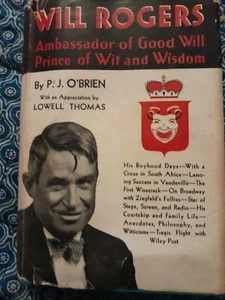 WILL ROGERS
Ambassador of Good Will
Prince of Wit and Wisdom
By P. J. O'BRIEN
With an Appreciation by
LOWELL THOMAS
His Boyhood Days—With a
Circus in South Africa—Lasso-
ing Success in Vaudeville—The
First Wisecrack—On Broadway
with Ziegfeld's Follies—Star of
Stage, Screen, and Radio—His
Courtship and Family Life—
Anecdotes, Philosophy, and
Witticisms—Tragic Flight with
Wiley Post